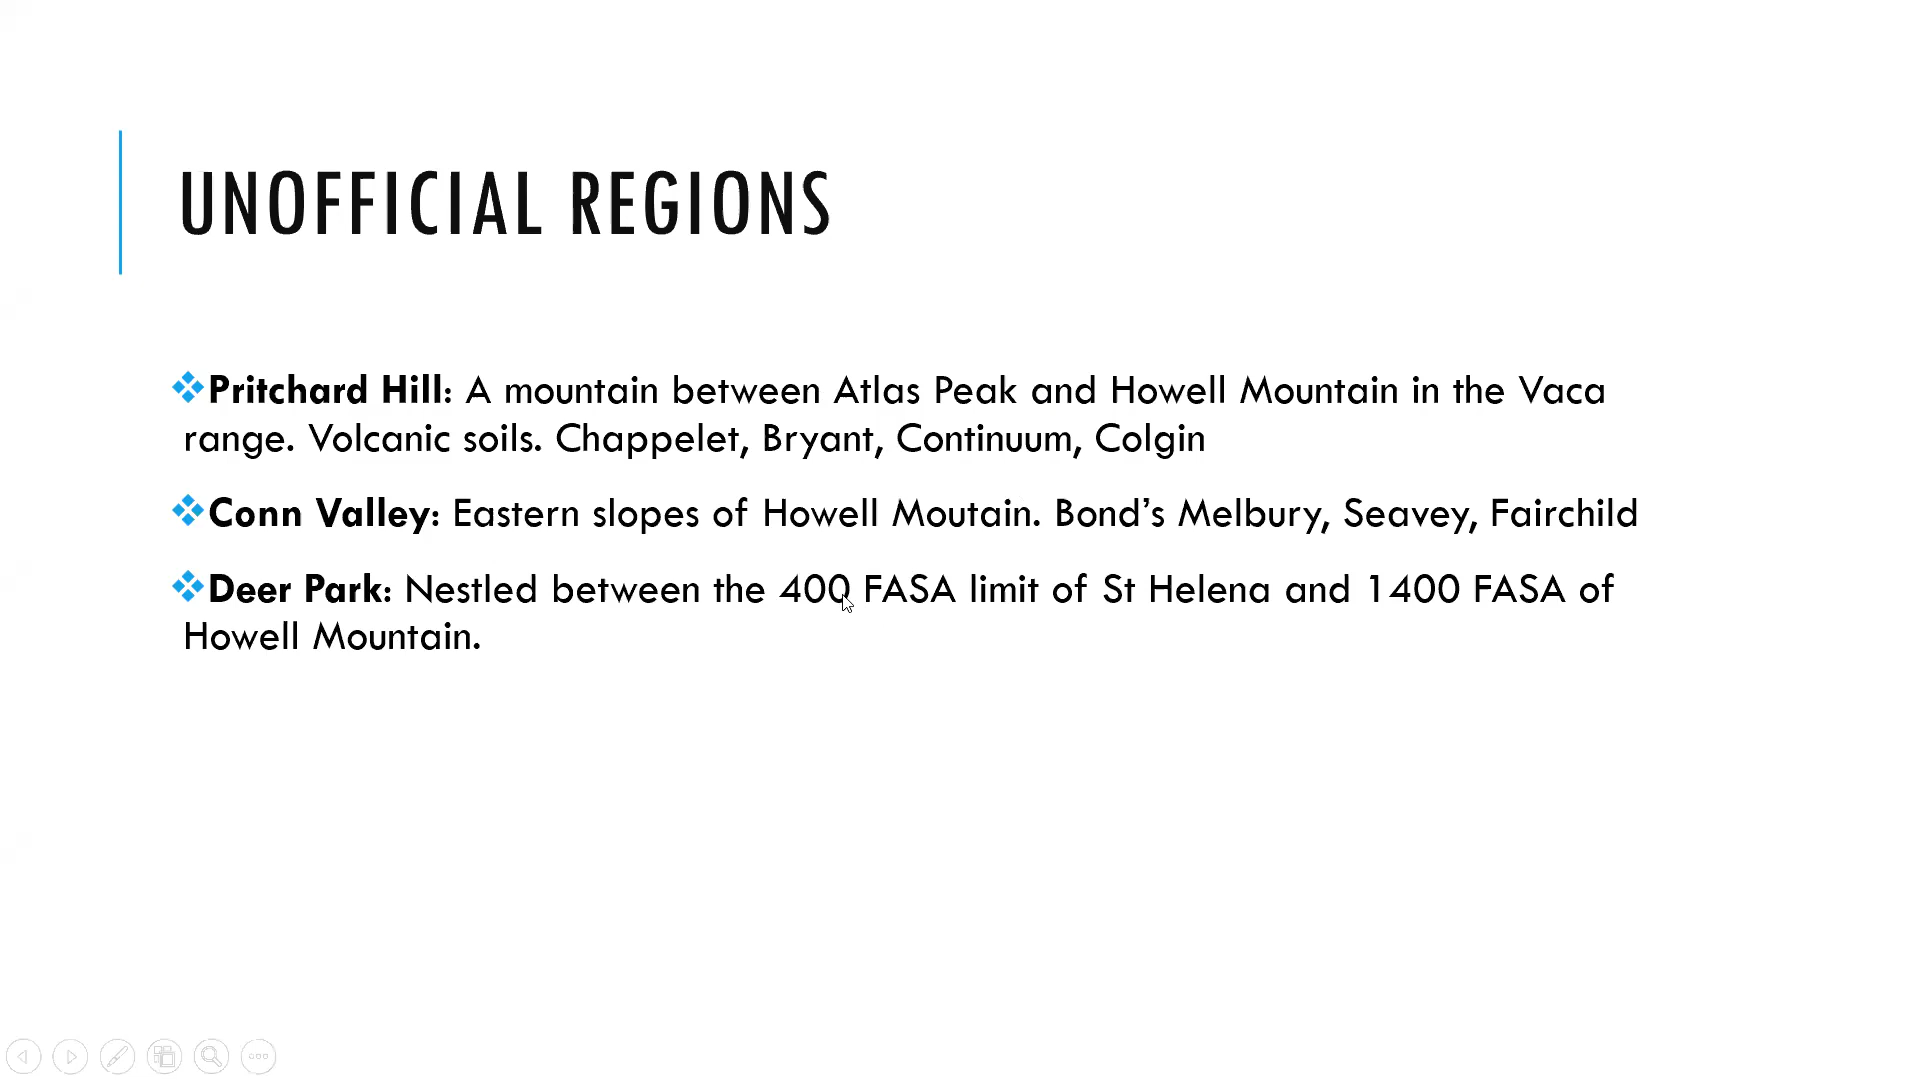 UNOFFICIAL REGIONS
Pritchard Hill: A mountain between Atlas Peak and Howell Mountain in the Vaca
range. Volcanic soils. Chappelet, Bryant, Continuum, Colgin
Conn Valley: Eastern slopes of Howell Moutain. Bond’s Melbury, Seavey, Fairchild
Deer Park: Nestled between the 400 FASA limit of St Helena and 1400 FASA of
Howell Mountain.